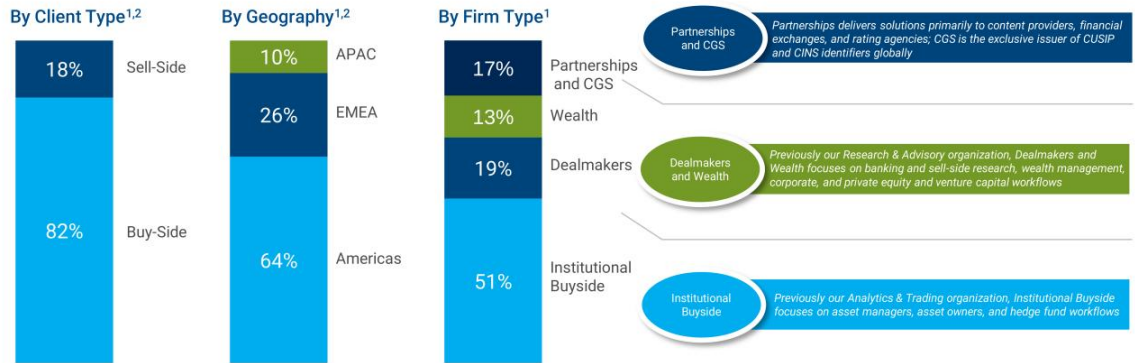 By Client Type1,2
18%
Sell-Side
82%
Buy-Side
By Geography1,2
10%
APAC
26%
EMEA
64%
Americas
By Firm Type1
17%
Partnerships
and CGS
13%
Wealth
19%
Dealmakers
51%
Institutional
Buyside
Partnerships
and CGS
Partnerships delivers solutions primarily to content providers, financial
exchanges, and rating agencies; CGS is the exclusive issuer of CUSIP
and CINS identifiers globally
Dealmakers
and Wealth
Previously our Research & Advisory organization, Dealmakers and
Wealth focuses on banking and sell-side research, wealth management,
corporate, and private equity and venture capital workflows
Institutional
Buyside
Previously our Analytics & Trading organization, Institutional Buyside
focuses on asset managers, asset owners, and hedge fund workflows